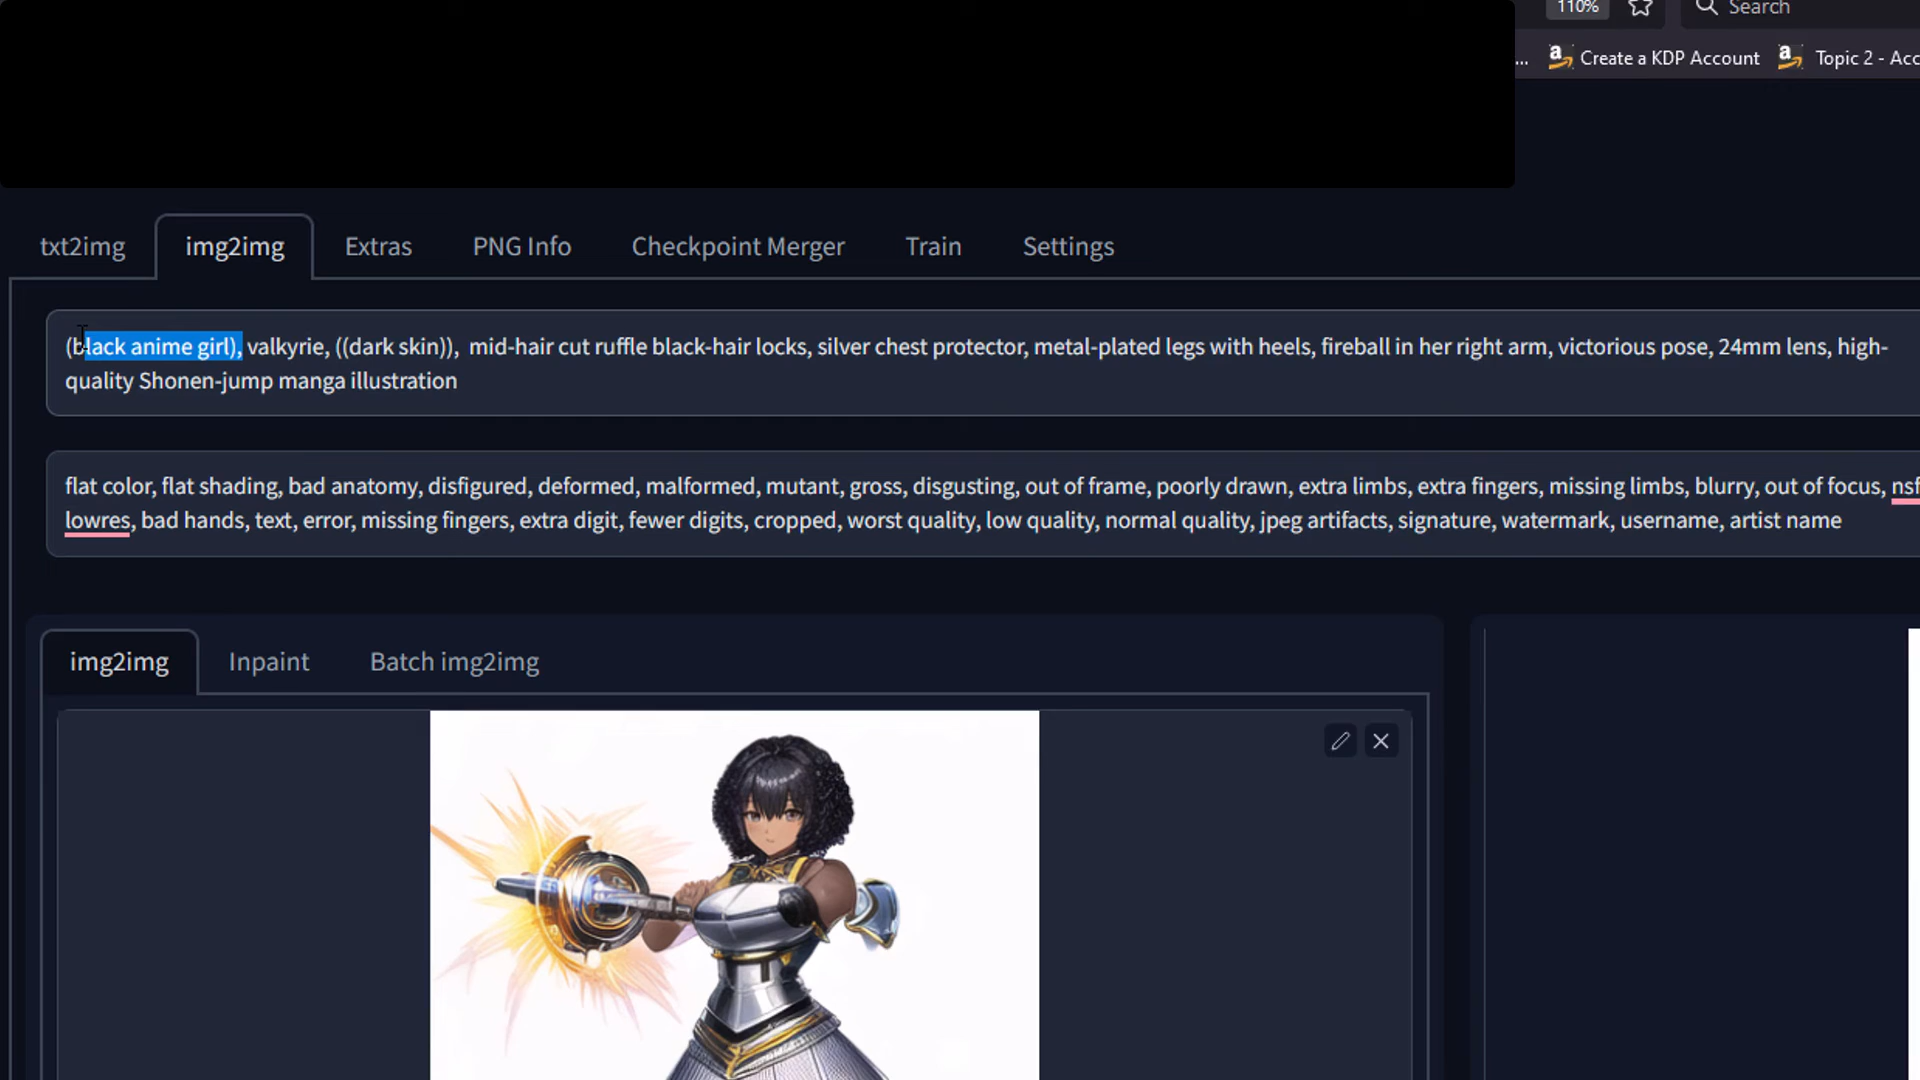 110%
Search
...
Create a KDP Account
Topic 2 - Acc
txt2img
img2img
Extras
PNG Info
Checkpoint Merger
Train
Settings
(black anime girl), valkyrie, ((dark skin)),  mid-hair cut ruffle black-hair locks, silver chest protector, metal-plated legs with heels, fireball in her right arm, victorious pose, 24mm lens, high-
quality Shonen-jump manga illustration
flat color, flat shading, bad anatomy, disfigured, deformed, malformed, mutant, gross, disgusting, out of frame, poorly drawn, extra limbs, extra fingers, missing limbs, blurry, out of focus, nsf
lowres, bad hands, text, error, missing fingers, extra digit, fewer digits, cropped, worst quality, low quality, normal quality, jpeg artifacts, signature, watermark, username, artist name
img2img
Inpaint
Batch img2img